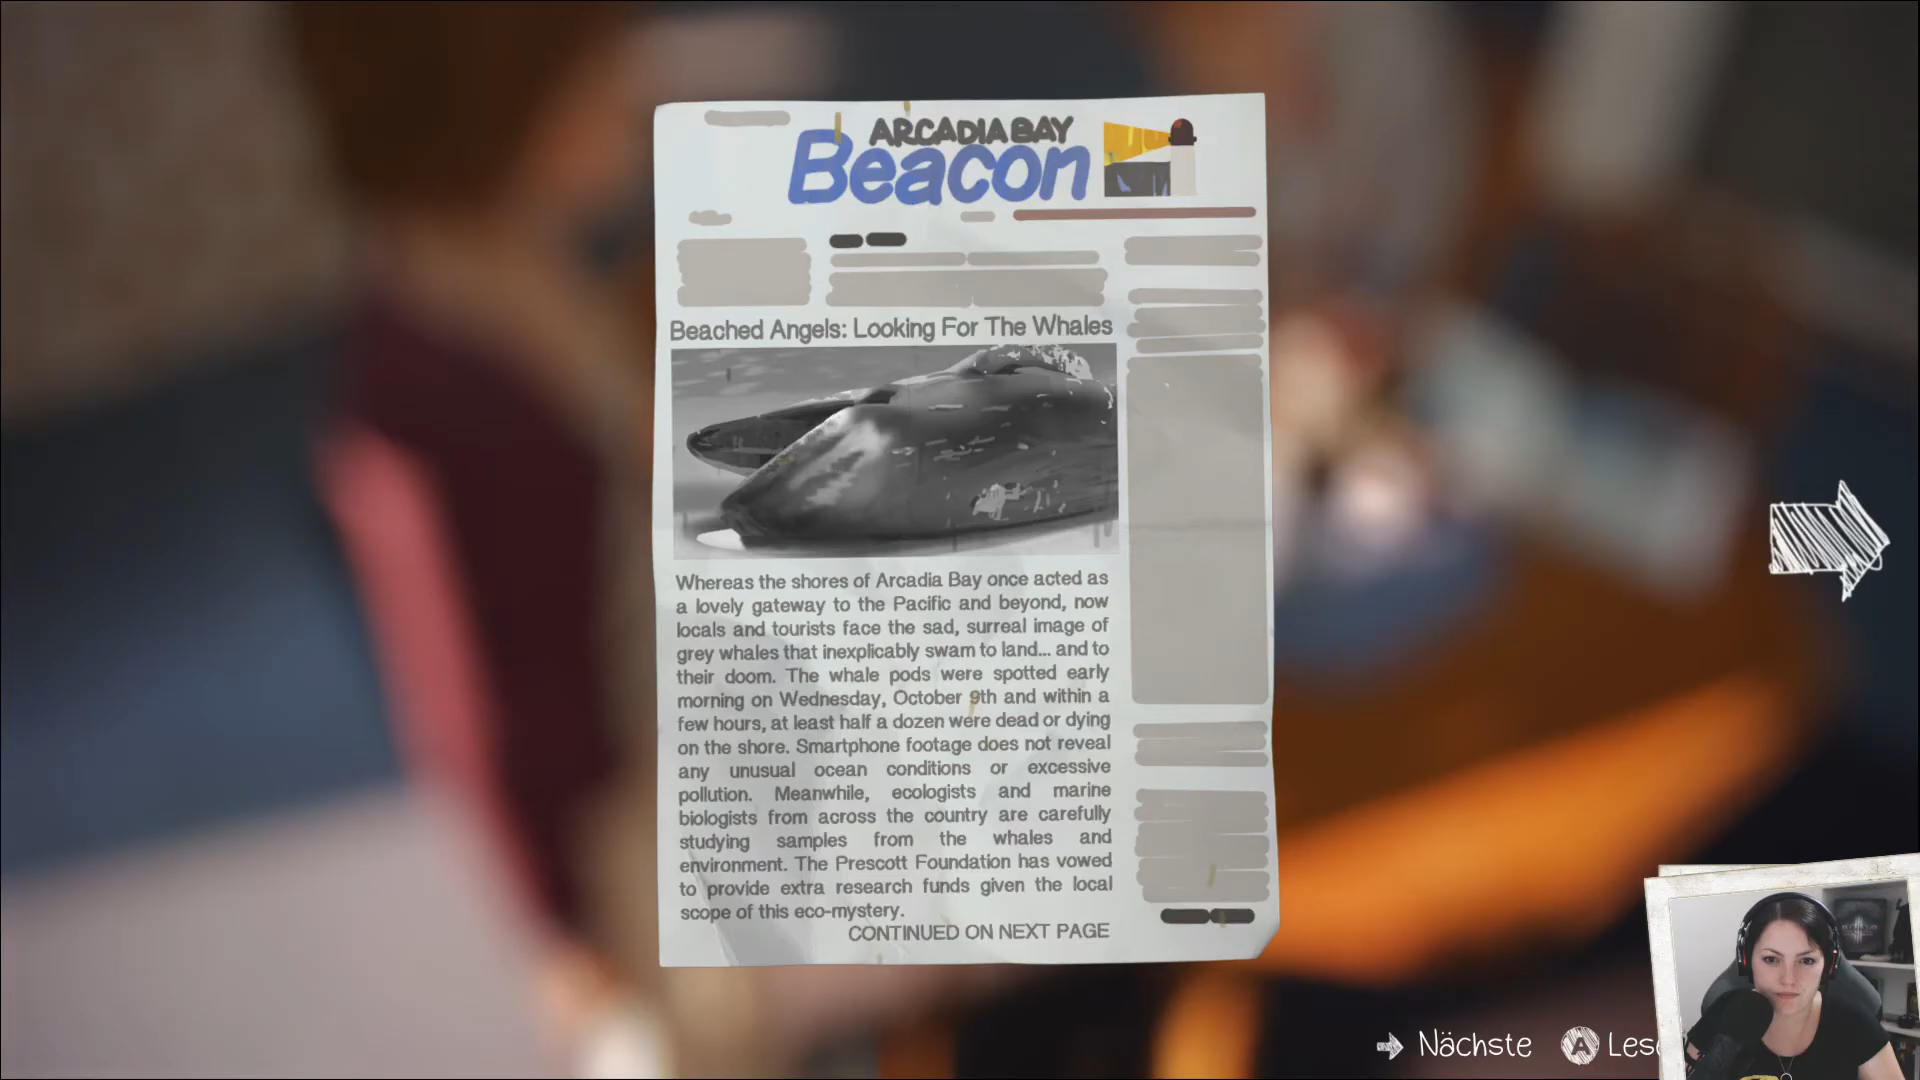 ARCADIA BAY
Beacon
Beached Angels: Looking For The Whales
Whereas the shores of Arcadia Bay once acted as
a lovely gateway to the Pacific and beyond, now
locals and tourists face the sad, surreal image of
grey whales that inexplicably swam to land... and to
their doom. The whale pods were spotted early
morning on Wednesday, October 9th and within a
few hours, at least half a dozen were dead or dying
on the shore. Smartphone footage does not reveal
any unusual ocean conditions or excessive
pollution. Meanwhile, ecologists and marine
biologists from across the country are carefully
studying samples from the whales and
environment. The Prescott Foundation has vowed
to provide extra research funds given the local
scope of this eco-mystery.
CONTINUED ON NEXT PAGE
Nächste A Lese